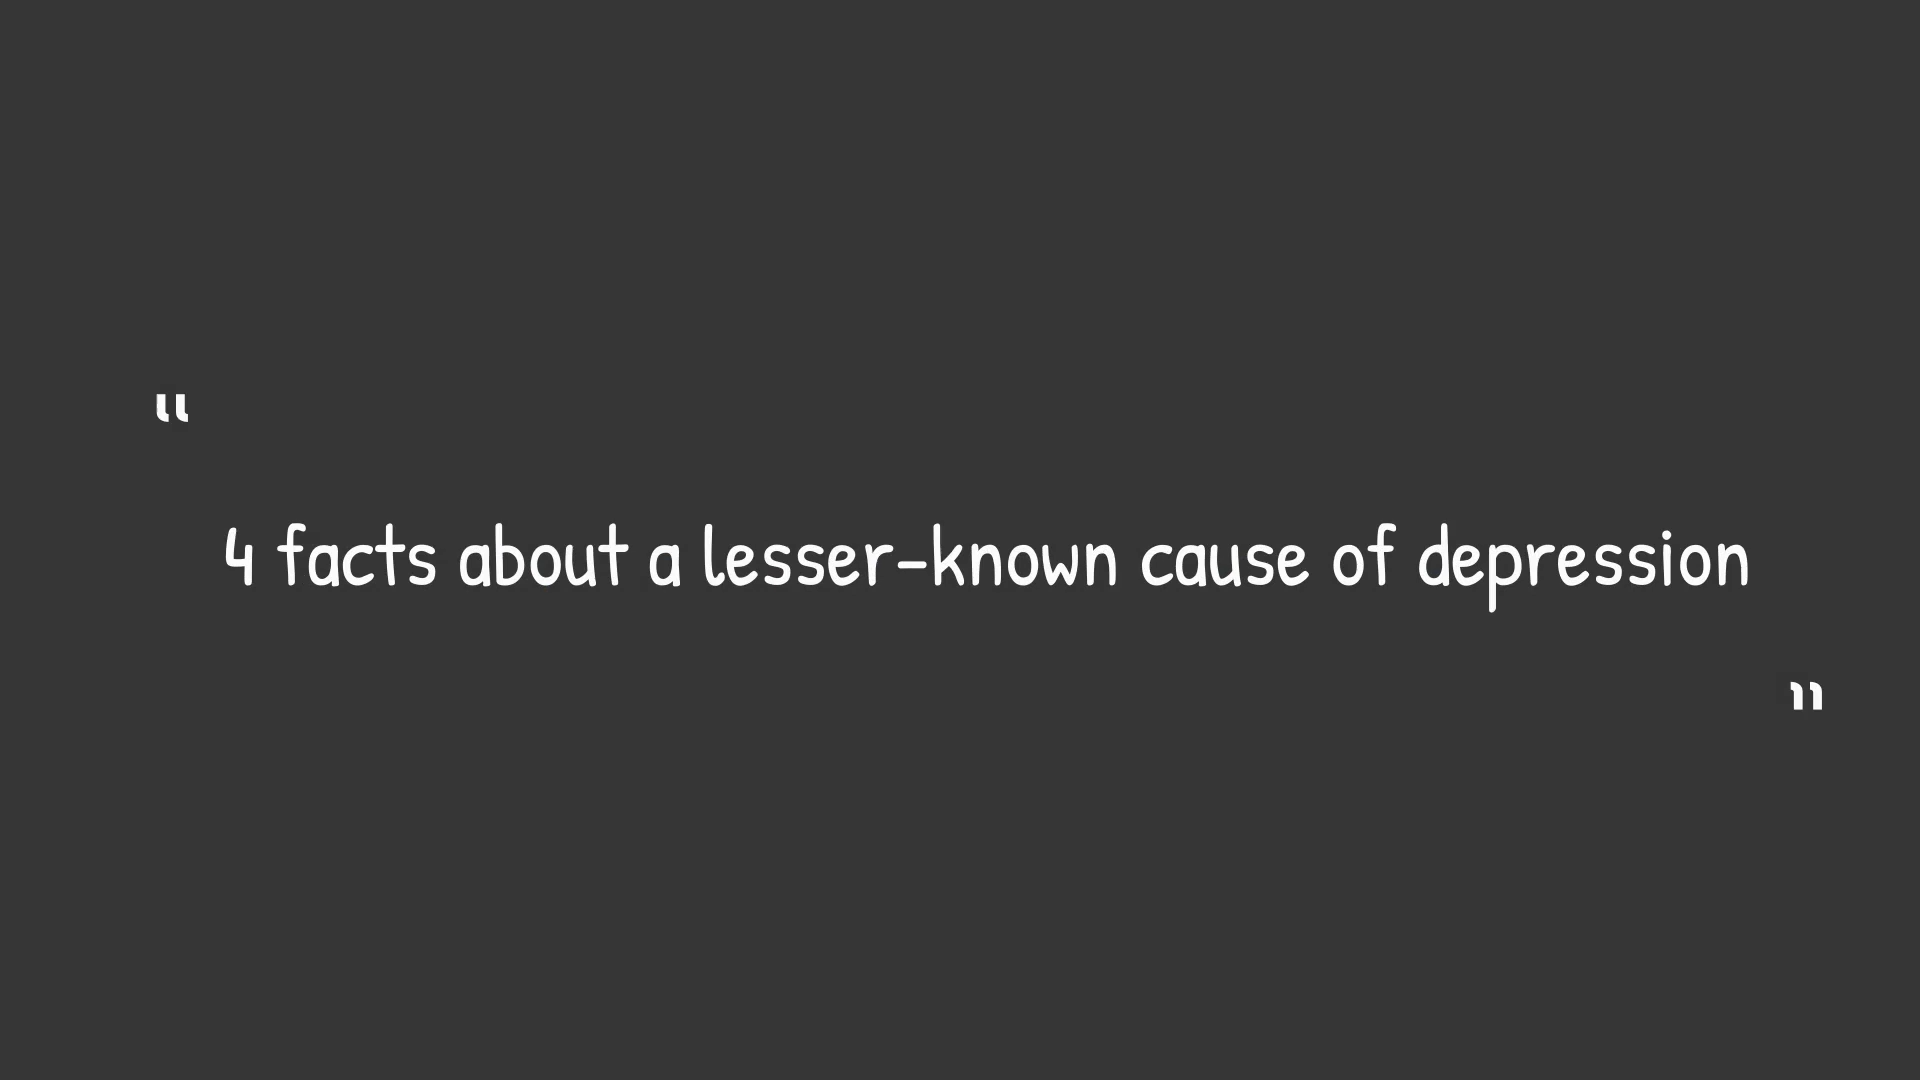 “
4 facts about a lesser-known cause of depression
”